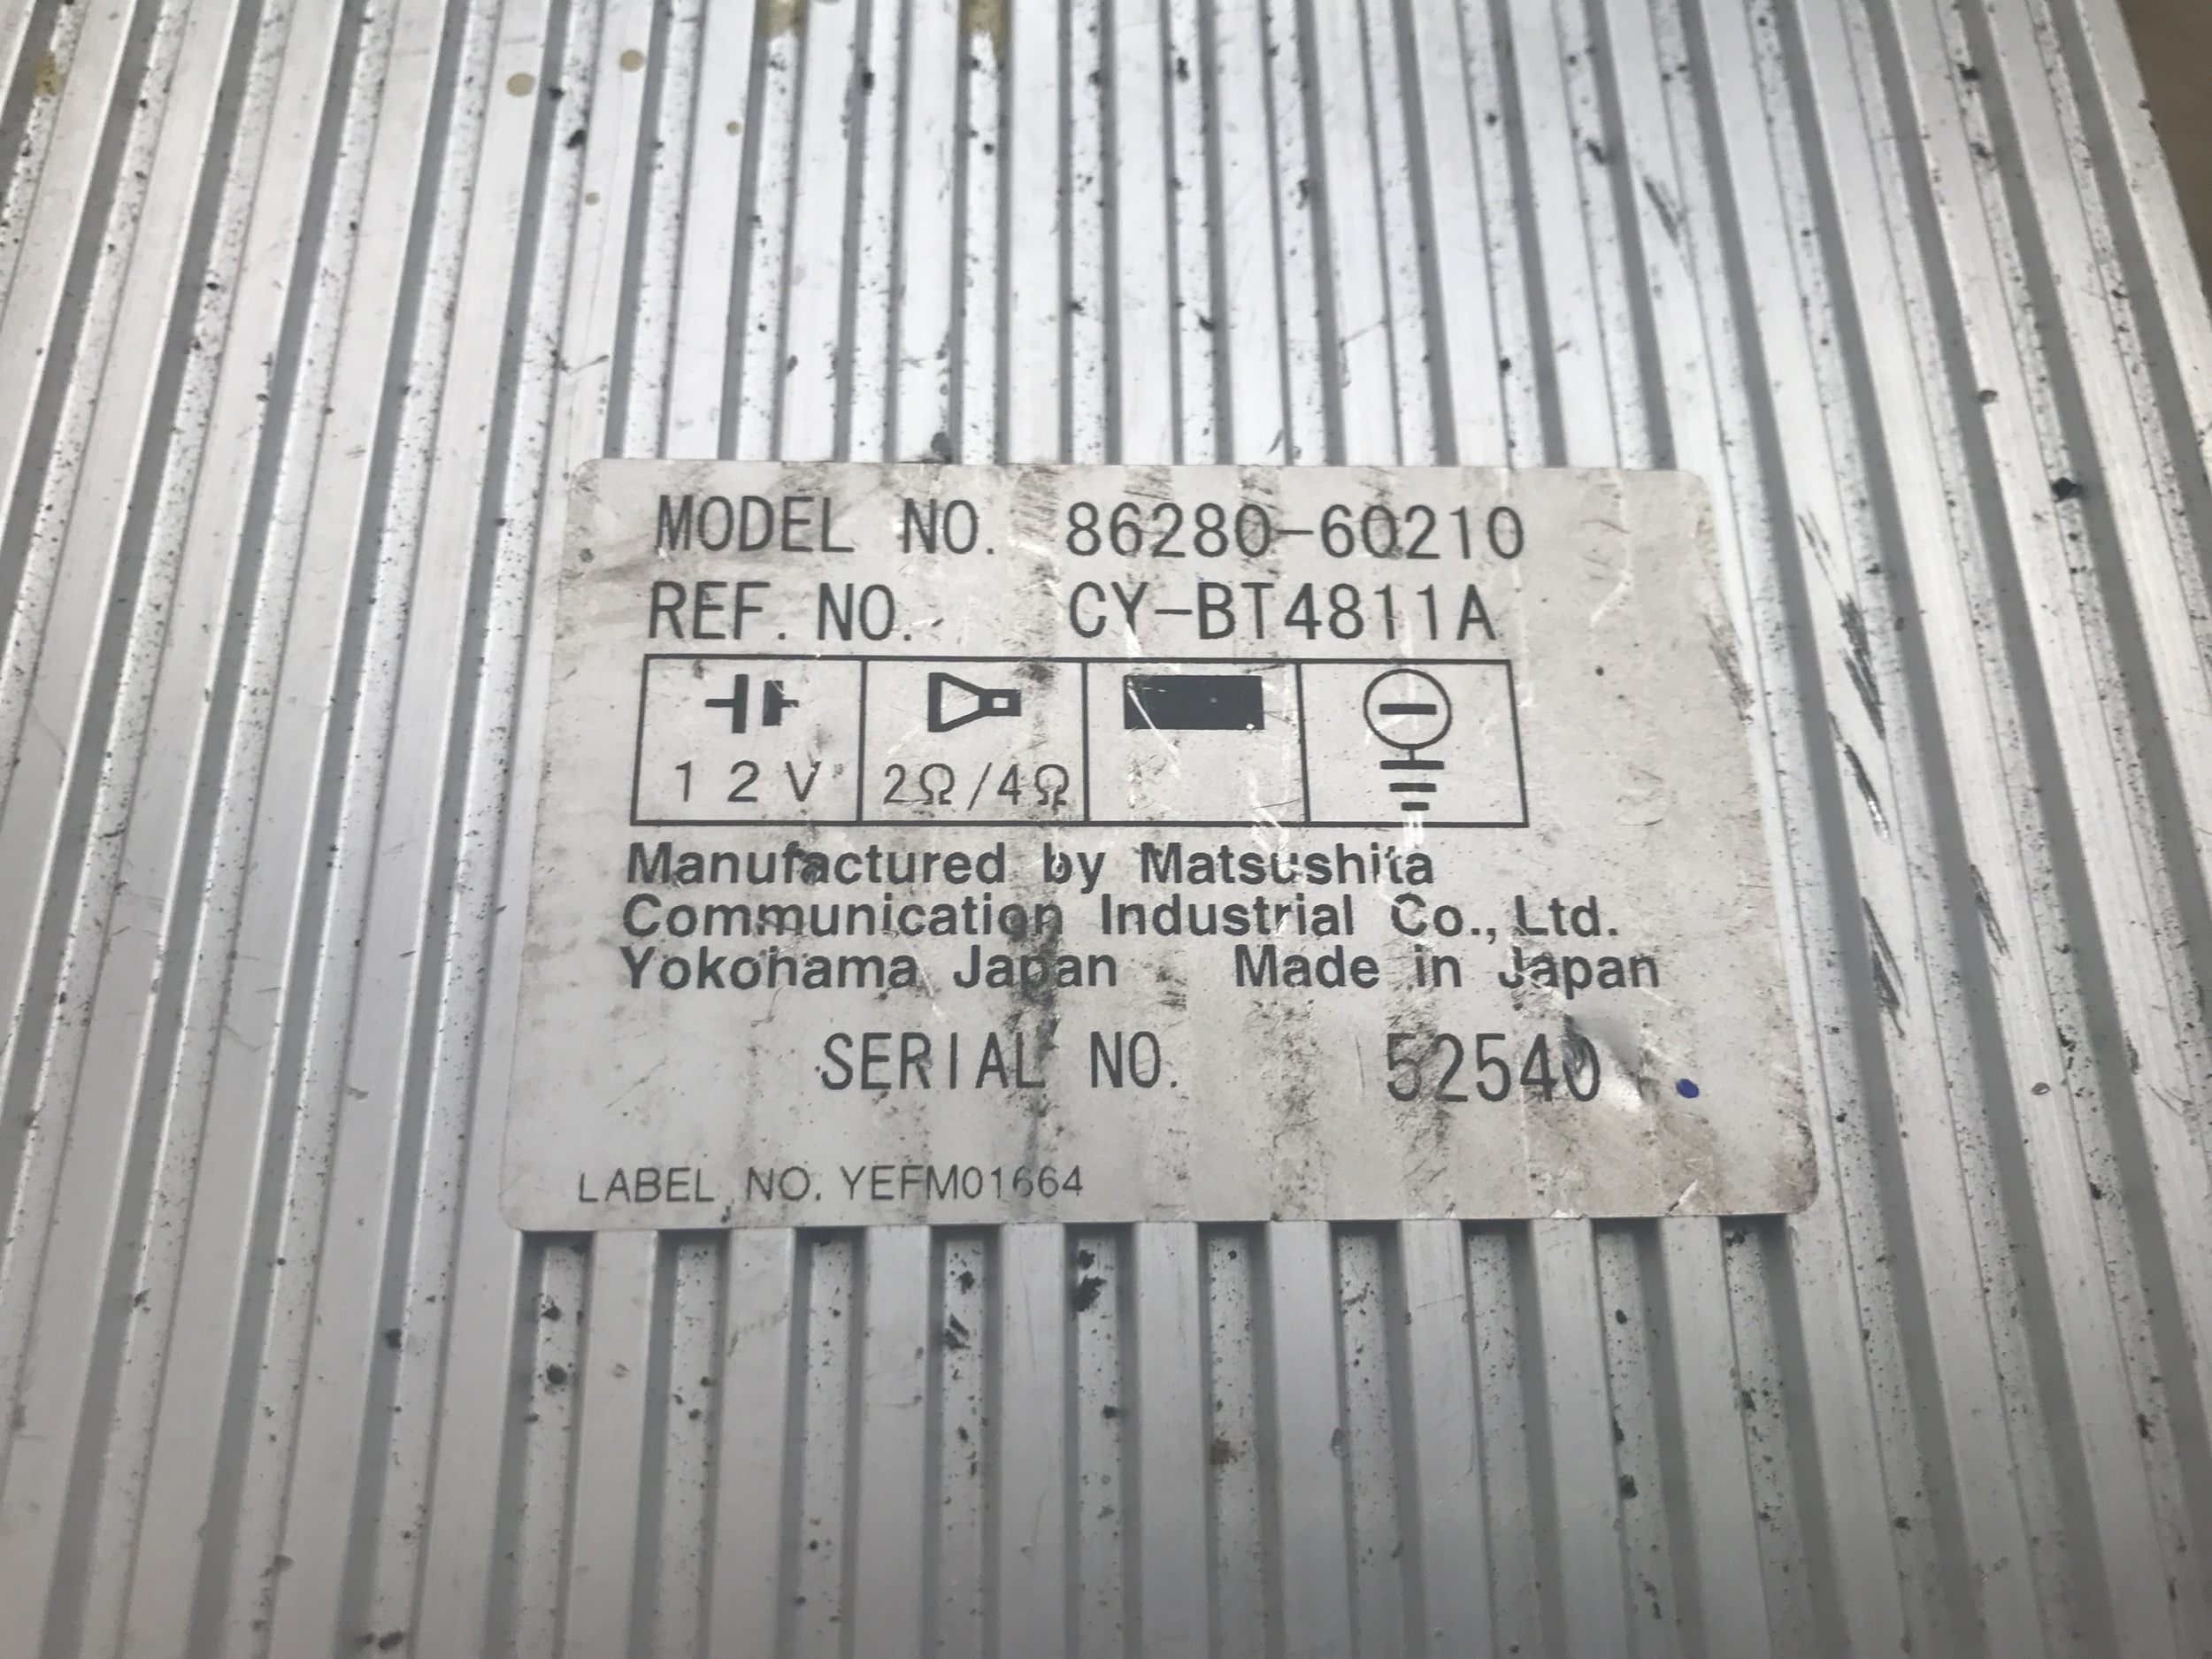 MODEL NO. 86280-60210
REF. NO. CY-BT4811A
12V 2Ω/4Ω
Manufactured by Matsushita
Communication Industrial Co., Ltd.
Yokohama Japan Made in Japan
SERIAL NO. 52540
LABEL NO. YEFM01664